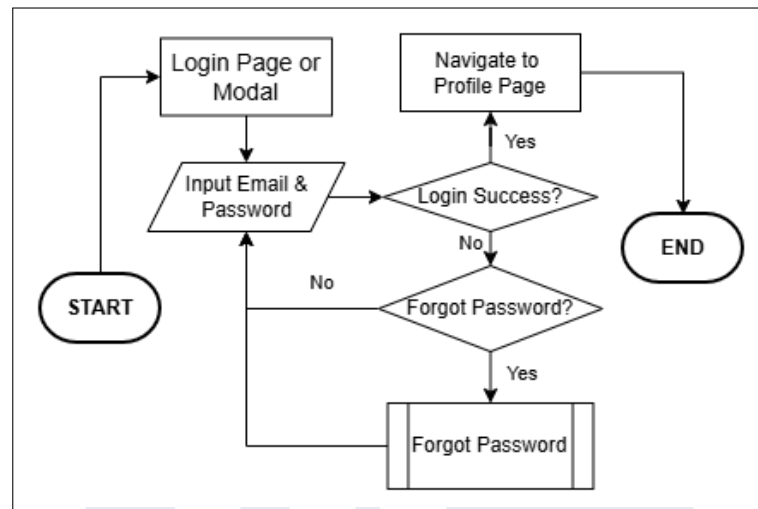 Login Page or
Modal
Navigate to
Profile Page
Yes
Input Email &
Password
Login Success?
No
END
START
No
Forgot Password?
Yes
Forgot Password